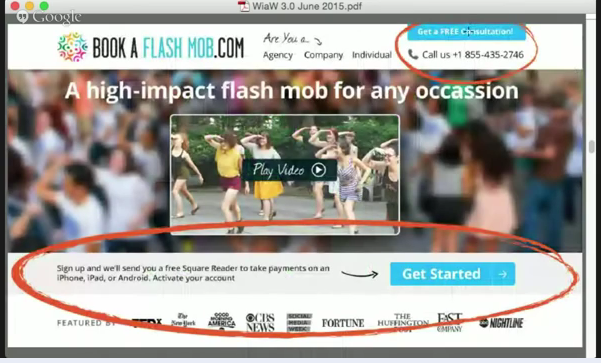 WiaW 3.0 June 2015.pdf
Google
BOOK A FLASH MOB.COM
Are You a
Agency Company Individual
Get a FREE Consultation!
Call us +1 855-435-2746
A high-impact flash mob for any occassion
Play Video
Sign up and we'll send you a free Square Reader to take payments on an
iPhone, iPad, or Android. Activate your account
Get Started
FEATURED BY TEDx The New Yorker GOOD MORNING AMERICA CBS NEWS SOCIAL MEDIA WEEK FORTUNE THE HUFFINGTON POST FAST COMPANY NIGHTLINE